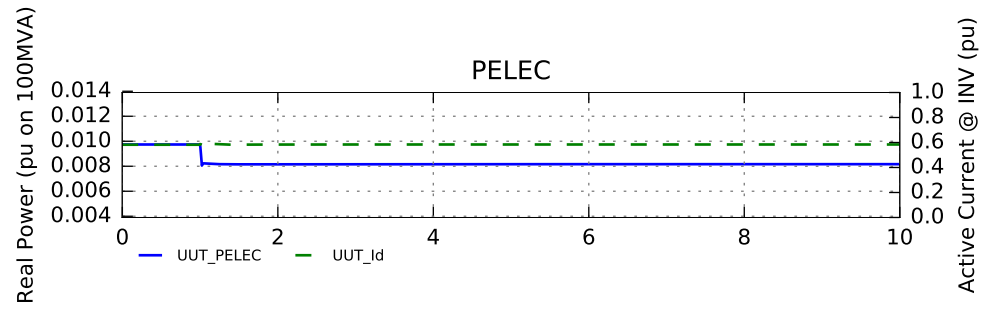 PELEC
Real Power (pu on 100MVA)
0.014
0.012
0.010
0.008
0.006
0.004
1.0
0.8
0.6
0.4
0.2
0.0
Active Current @ INV (pu)
0 2 4 6 8 10
UUT_PELEC UUT_Id